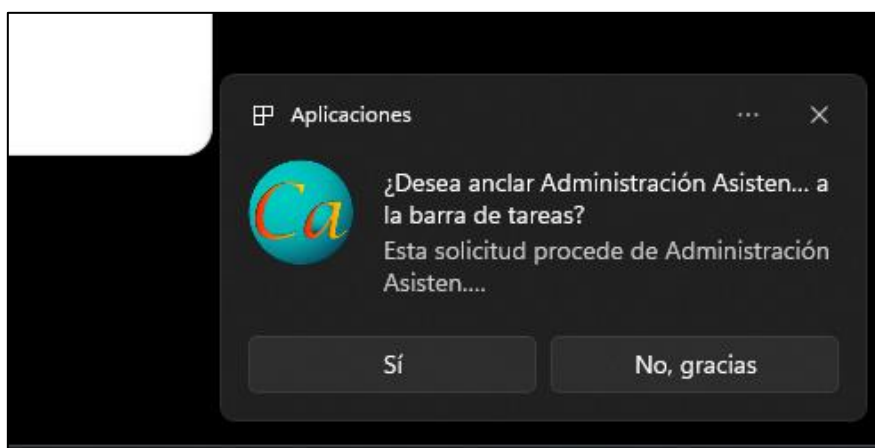 Aplicaciones
Ca
¿Desea anclar Administración Asisten... a
la barra de tareas?
Esta solicitud procede de Administración
Asisten....
Sí
No, gracias